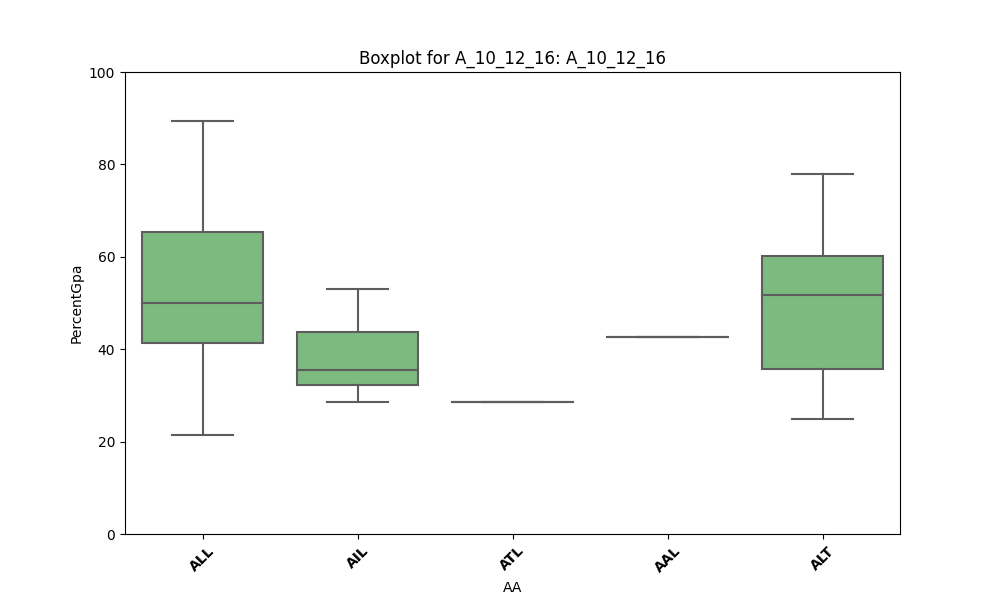 Boxplot for A_10_12_16: A_10_12_16
100
80
60
40
20
0
PercentGpa
ALL
AIL
ATL
AAL
ALT
AA